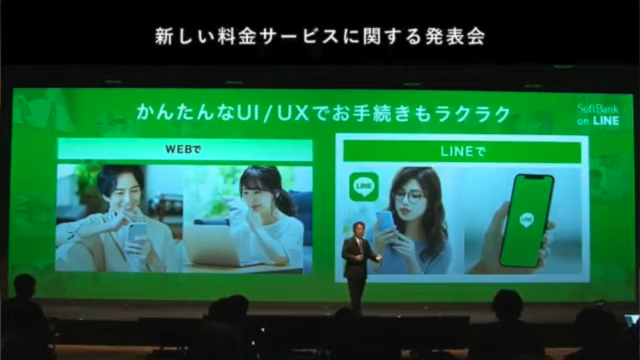 新しい料金サービスに関する発表会
かんたんなUI/UXでお手続きもラクラク
SoftBank
on LINE
WEBで
LINEで
LINE
LINE